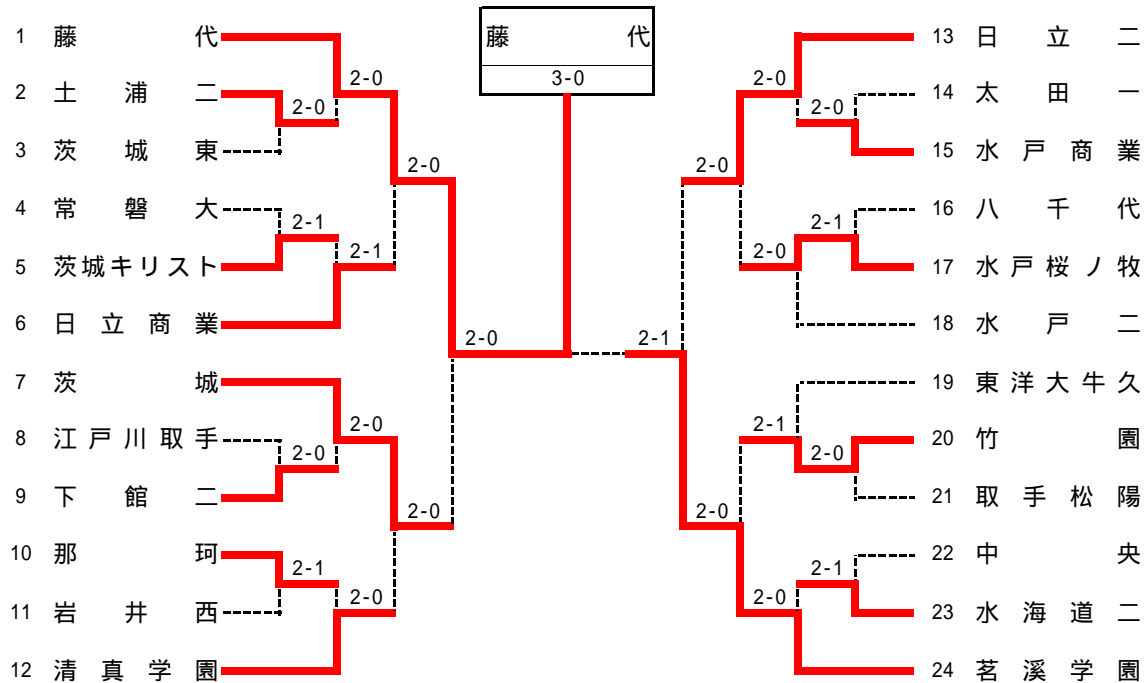 藤代
3-0
1 藤代
2 土浦二
3 茨城東
4 常磐大
5 茨城キリスト
6 日立商業
7 茨城
8 江戸川取手
9 下館二
10 那珂
11 岩井西
12 清真学園
2-0
2-0
2-0
2-1
2-1
2-0
2-0
2-0
2-0
2-1
2-0
13 日立二
14 太田一
15 水戸商業
16 八千代
17 水戸桜ノ牧
18 水戸二
19 東洋大牛久
20 竹園
21 取手松陽
22 中央
23 水海道二
24 茗溪学園
2-0
2-0
2-0
2-1
2-0
2-1
2-1
2-0
2-0
2-1
2-0